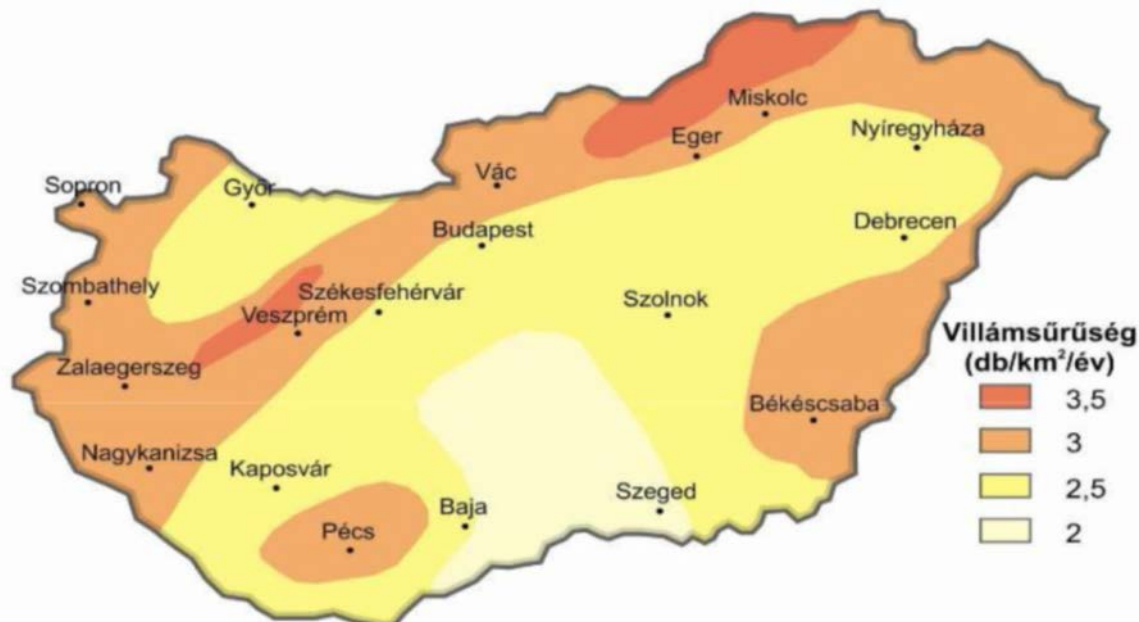 Miskolc
Nyíregyháza
Eger
Vác
Sopron
Győr
Debrecen
Budapest
Szombathely
Székesfehérvár
Szolnok
Veszprém
Villámsűrűség
(db/km²/év)
Zalaegerszeg
3,5
Békéscsaba
3
Nagykanizsa
Kaposvár
2,5
Szeged
Baja
Pécs
2